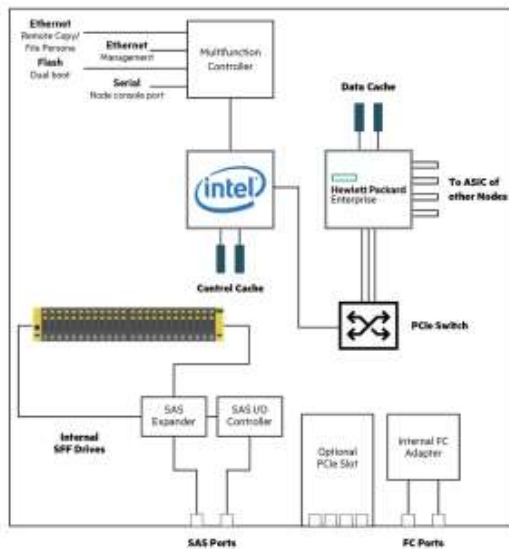 Ethernet
Remote Copy/
File Persona
Ethernet
Management
Flash
Dual boot
Serial
Node console port
Multifunction
Controller
Data Cache
intel
Hewlett Packard
Enterprise
To ASIC of
other Nodes
Control Cache
PCIe Switch
SAS
Expander
SAS I/O
Controller
Internal
SFF Drives
Optional
PCIe Slot
Internal FC
Adapter
SAS Ports
FC Ports